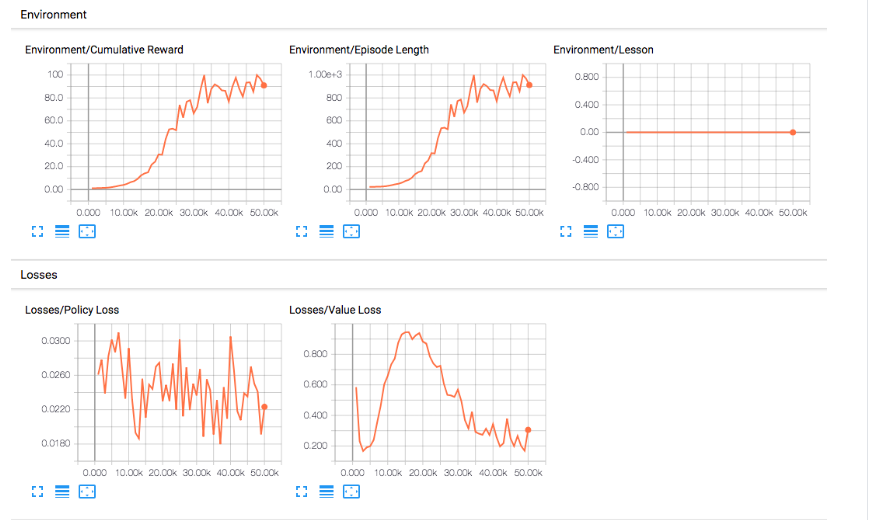 Environment
Environment/Cumulative Reward
100
80.0
60.0
40.0
20.0
0.00
0.000 10.00k 20.00k 30.00k 40.00k 50.00k
Environment/Episode Length
1.00e+3
800
600
400
200
0.00
0.000 10.00k 20.00k 30.00k 40.00k 50.00k
Environment/Lesson
0.800
0.400
0.00
-0.400
-0.800
0.000 10.00k 20.00k 30.00k 40.00k 50.00k
Losses
Losses/Policy Loss
0.0300
0.0260
0.0220
0.0180
0.000 10.00k 20.00k 30.00k 40.00k 50.00k
Losses/Value Loss
0.800
0.600
0.400
0.200
0.000 10.00k 20.00k 30.00k 40.00k 50.00k